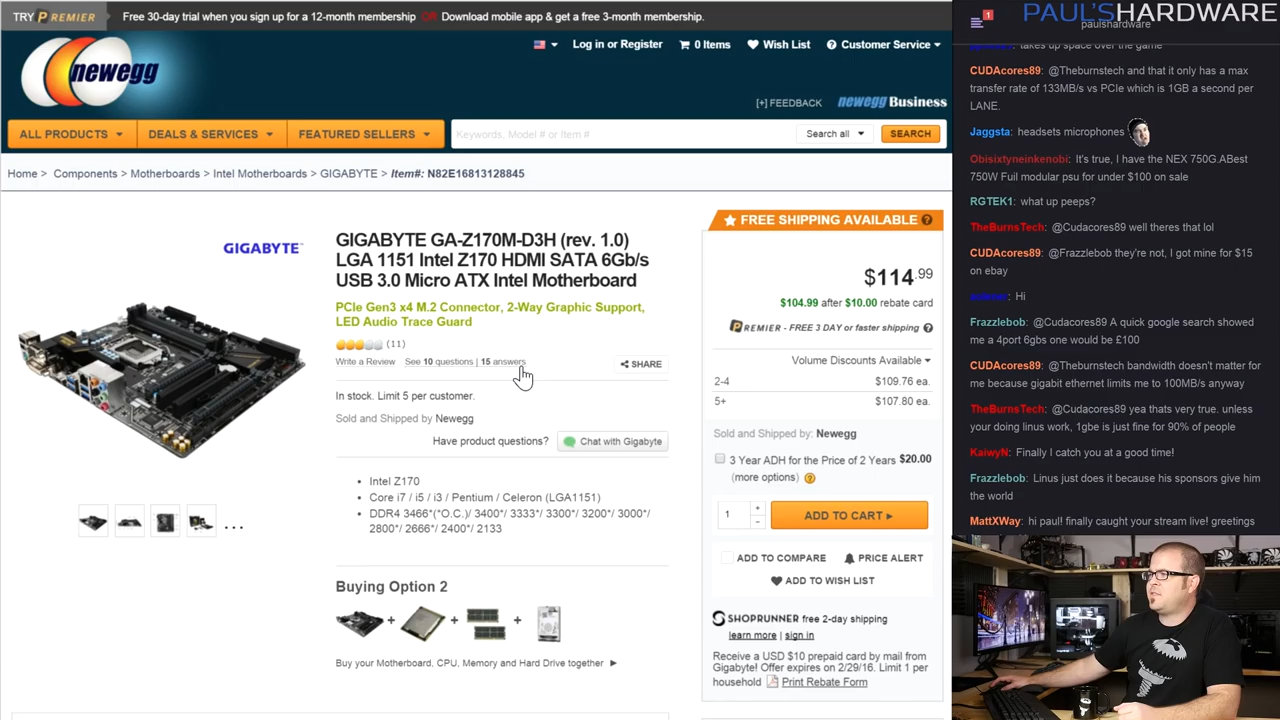 TRY PREMIER Free 30-day trial when you sign up for a 12-month membership OR Download mobile app & get a free 3-month membership.
newegg
Log in or Register
0 Items
Wish List
Customer Service
[+] FEEDBACK
newegg Business
ALL PRODUCTS
DEALS & SERVICES
FEATURED SELLERS
Keywords, Model # or Item #
Search all
SEARCH
Home > Components > Motherboards > Intel Motherboards > GIGABYTE > Item#: N82E16813128845
GIGABYTE
GIGABYTE GA-Z170M-D3H (rev. 1.0)
LGA 1151 Intel Z170 HDMI SATA 6Gb/s
USB 3.0 Micro ATX Intel Motherboard
PCIe Gen3 x4 M.2 Connector, 2-Way Graphic Support,
LED Audio Trace Guard
(11)
Write a Review See 10 questions | 15 answers
SHARE
In stock. Limit 5 per customer.
Sold and Shipped by Newegg
Have product questions? Chat with Gigabyte
• Intel Z170
• Core i7 / i5 / i3 / Pentium / Celeron (LGA1151)
• DDR4 3466*(*O.C.)/ 3400*/ 3333*/ 3300*/ 3200*/ 3000*/
2800*/ 2666*/ 2400*/ 2133
...
Buying Option 2
+ + +
Buy your Motherboard, CPU, Memory and Hard Drive together
FREE SHIPPING AVAILABLE ?
$114.99
$104.99 after $10.00 rebate card
PREMIER - FREE 3 DAY or faster shipping ?
Volume Discounts Available
2-4 $109.76 ea.
5+ $107.80 ea.
Sold and Shipped by: Newegg
3 Year ADH for the Price of 2 Years $20.00
(more options) ?
1 + -
ADD TO CART
ADD TO COMPARE
PRICE ALERT
ADD TO WISH LIST
SHOPRUNNER free 2-day shipping
learn more | sign in
Receive a USD $10 prepaid card by mail from
Gigabyte! Offer expires on 2/29/16. Limit 1 per
household Print Rebate Form
1
PAUL'SHARDWARE
paulshardware
takes up space over the game
CUDAcores89: @Theburnstech and that it only has a max
transfer rate of 133MB/s vs PCIe which is 1GB a second per
LANE.
Jaggsta: headsets microphones
Obisixtyneinkenobi: It's true, I have the NEX 750G.ABest
750W Fuil modular psu for under $100 on sale
RGTEK1: what up peeps?
TheBurnsTech: @Cudacores89 well theres that lol
CUDAcores89: @Frazzlebob they're not, I got mine for $15
on ebay
Hi
Frazzlebob: @Cudacores89 A quick google search showed
me a 4port 6gbs one would be £100
CUDAcores89: @Theburnstech bandwidth doesn't matter for
me because gigabit ethernet limits me to 100MB/s anyway
TheBurnsTech: @Cudacores89 yea thats very true. unless
your doing linus work, 1gbe is just fine for 90% of people
KaiwyN: Finally I catch you at a good time!
Frazzlebob: Linus just does it because his sponsors give him
the world
MattXWay: hi paul! finally caught your stream live! greetings